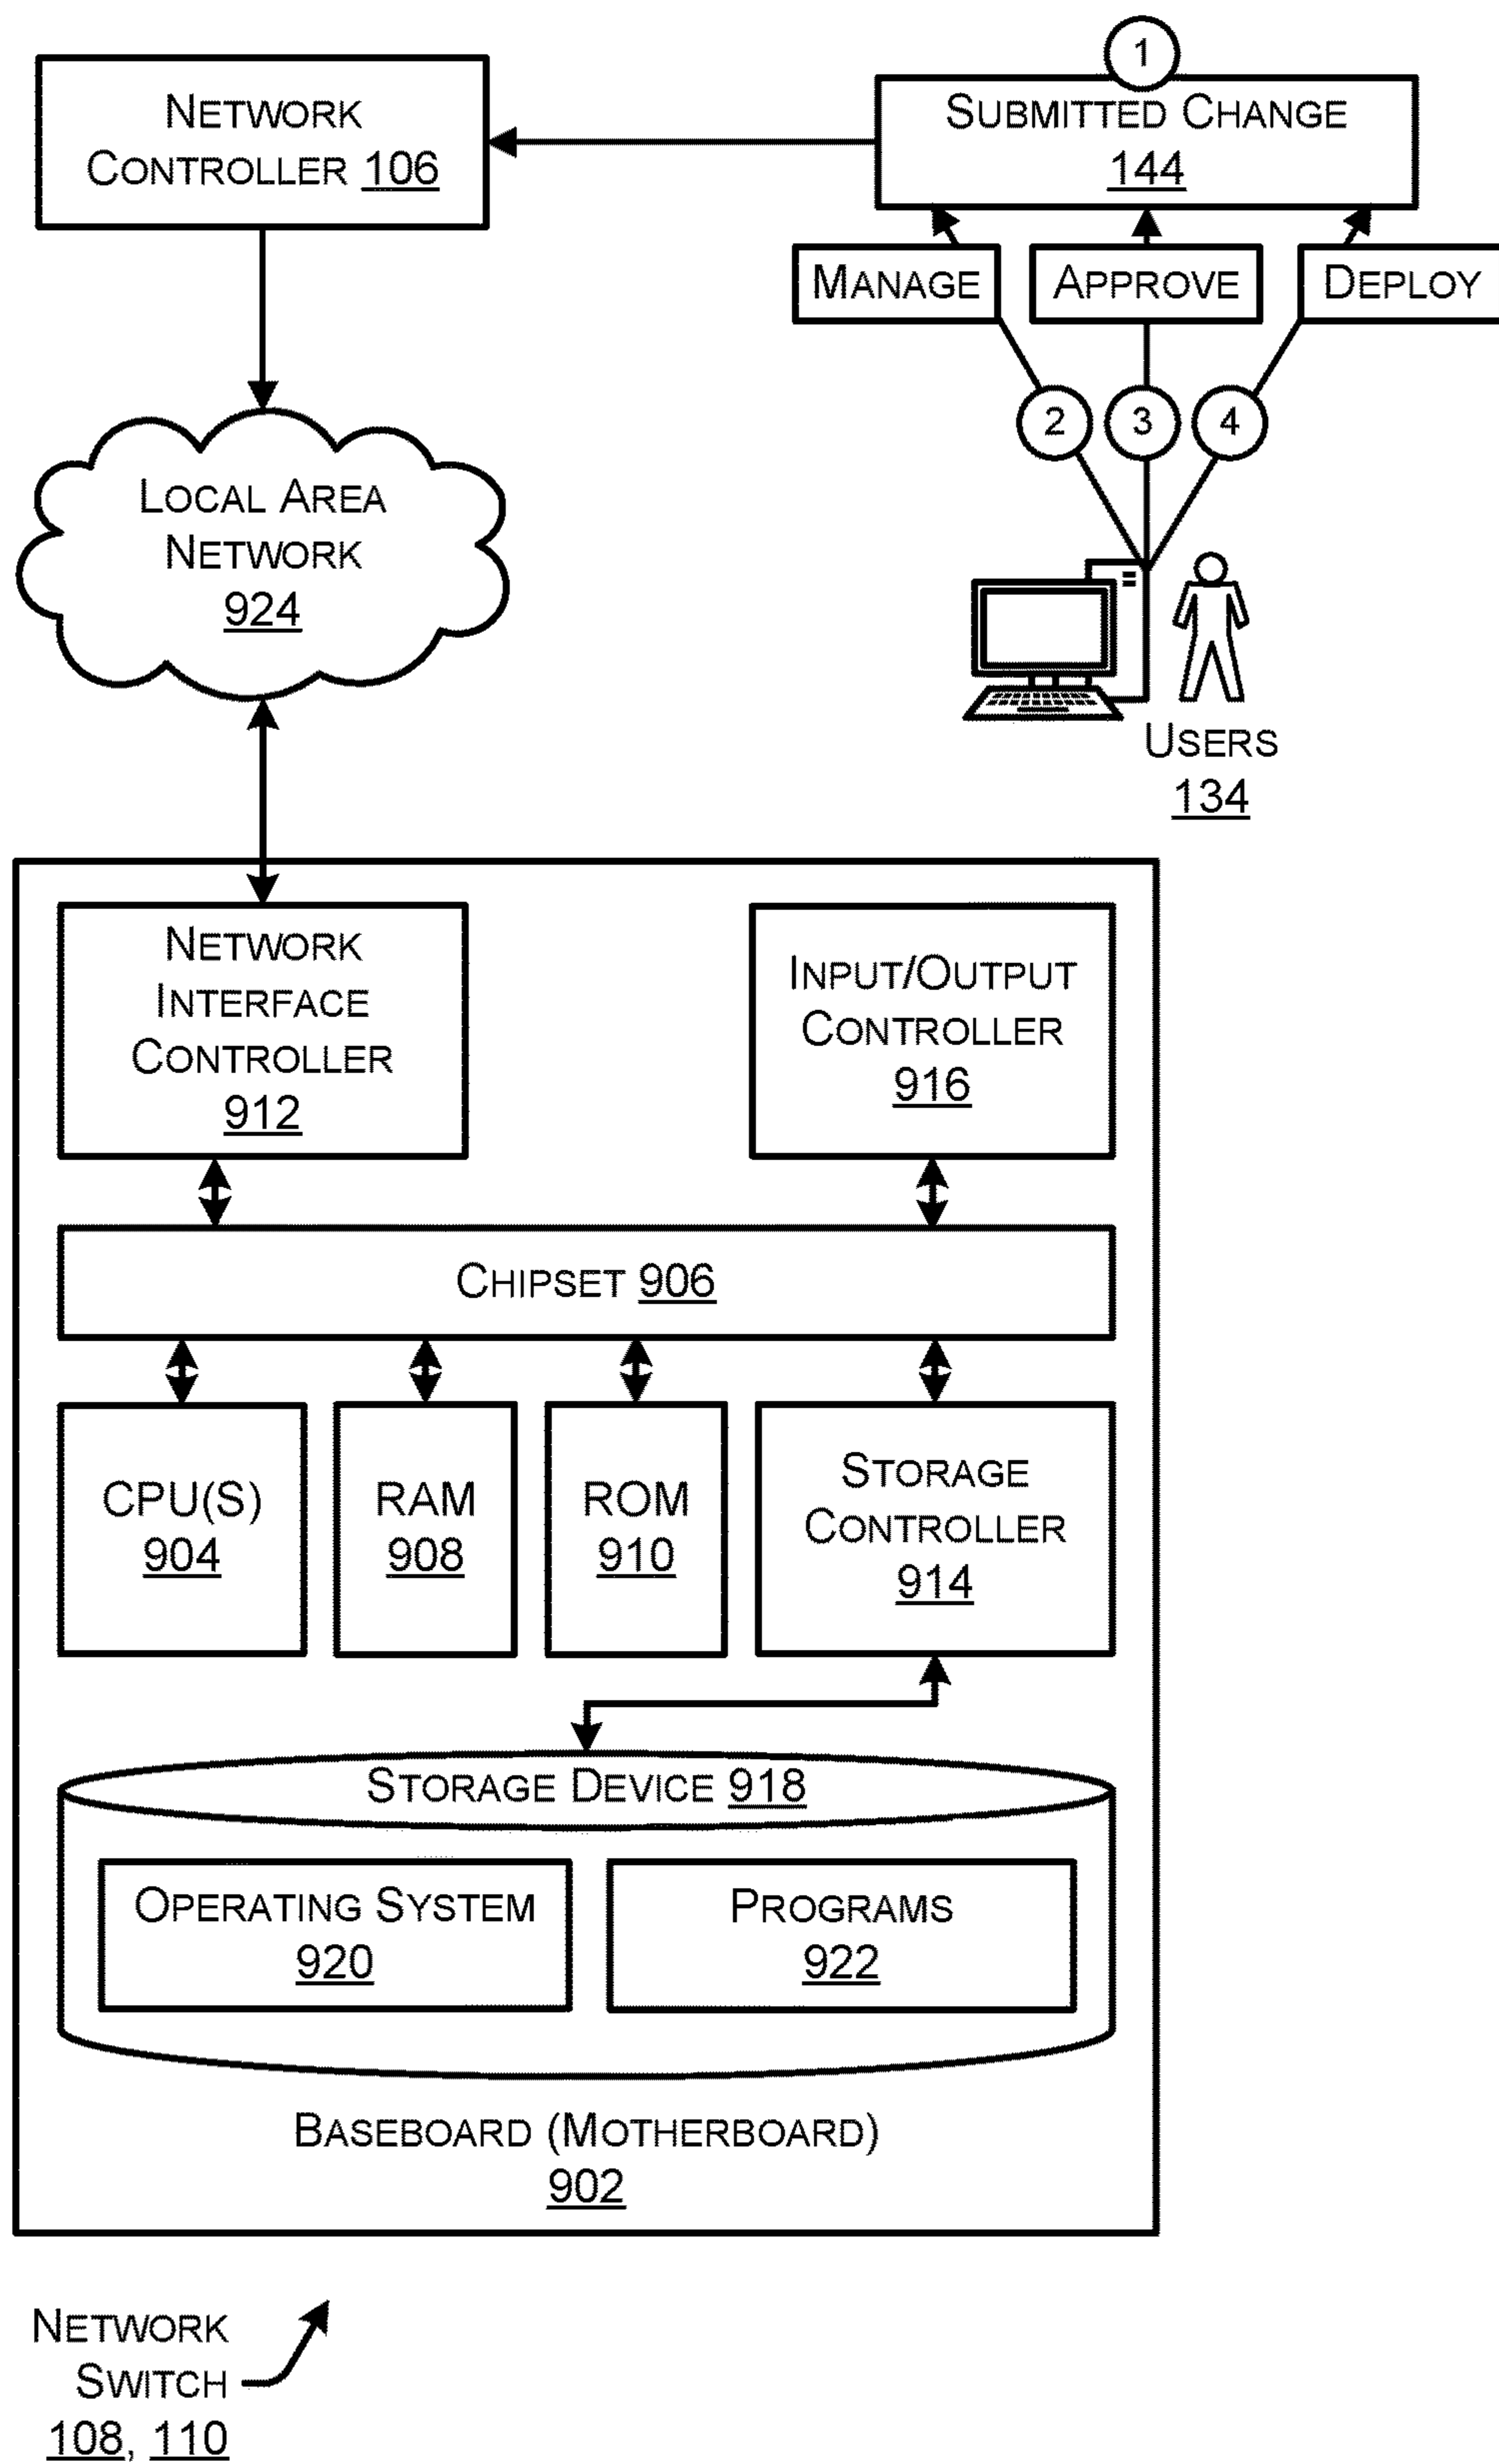 1
NETWORK
CONTROLLER 106
SUBMITTED CHANGE
144
MANAGE
APPROVE
DEPLOY
2
3
4
LOCAL AREA
NETWORK
924
USERS
134
NETWORK
INTERFACE
CONTROLLER
912
INPUT/OUTPUT
CONTROLLER
916
CHIPSET 906
CPU(S)
904
RAM
908
ROM
910
STORAGE
CONTROLLER
914
STORAGE DEVICE 918
OPERATING SYSTEM
920
PROGRAMS
922
BASEBOARD (MOTHERBOARD)
902
NETWORK
SWITCH
108, 110